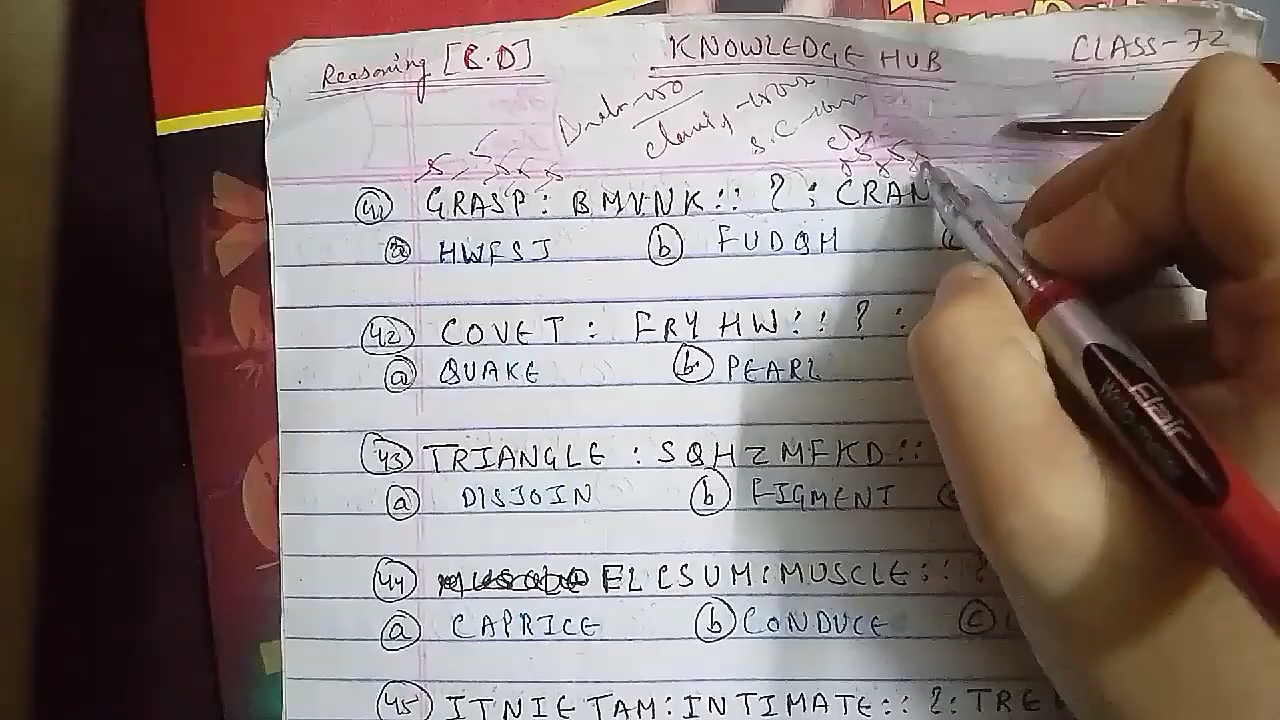 Reasoning [C.D] KNOWLEDGE HUB CLASS-72
41 GRASP : BMVNK :: ? : CRAN
a HWFSJ b FUDQH
42 COVET : FRYHW :: ? :
a QUAKE b PEARL
43 TRIANGLE : SQHZMFKD ::
a DISJOIN b FIGMENT
44 ELCSUM : MUSCLE ::
a CAPRICE b CONDUCE c
45 ITNIETAM : INTIMATE :: ? : TRE
Flair